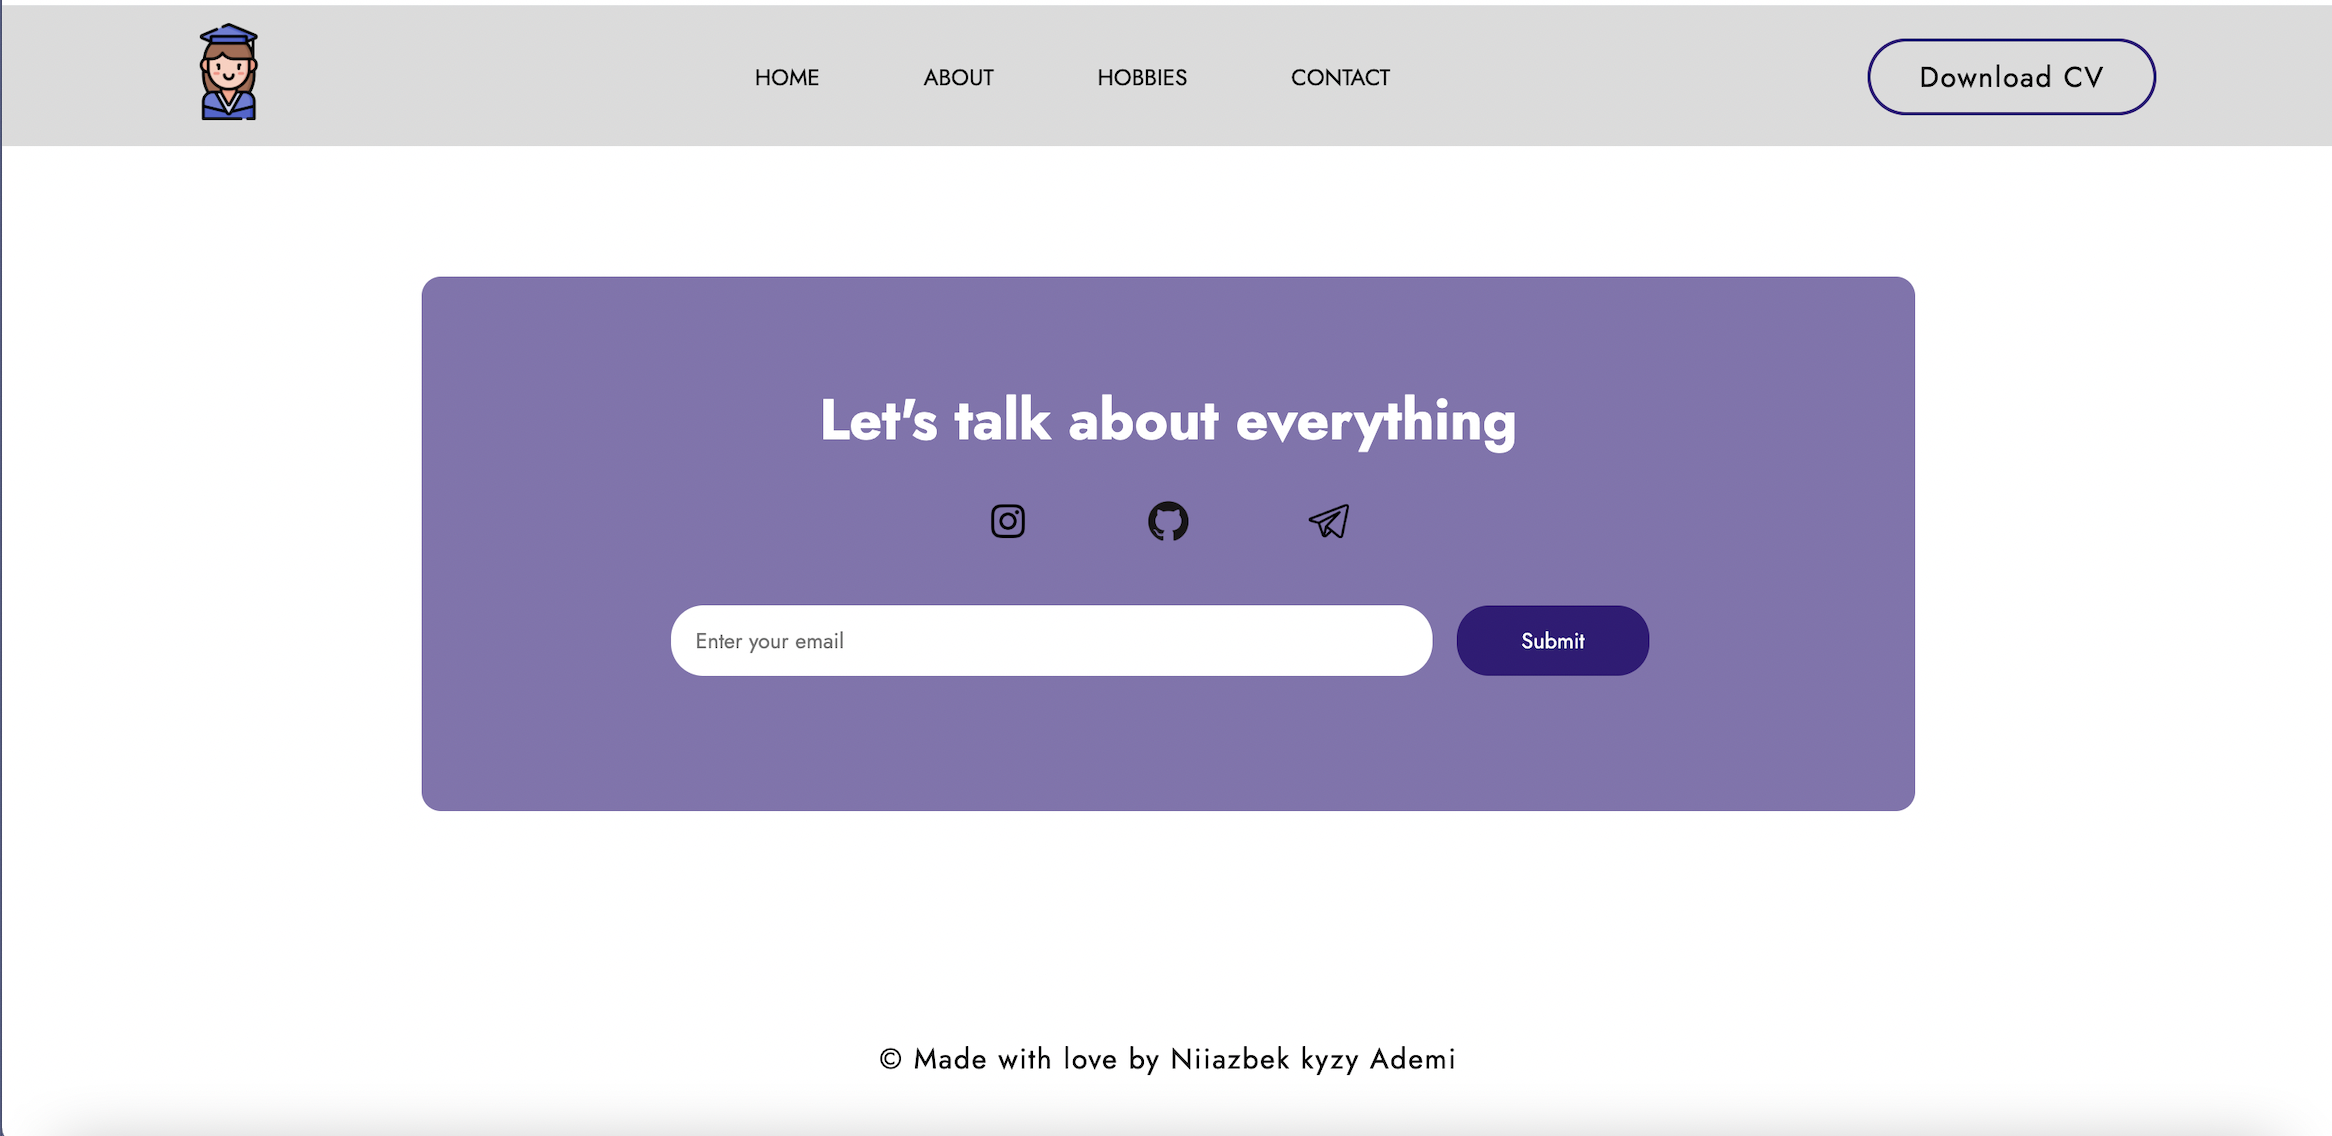 HOME ABOUT HOBBIES CONTACT Download CV
Let's talk about everything
Enter your email Submit
© Made with love by Niiazbek kyzy Ademi